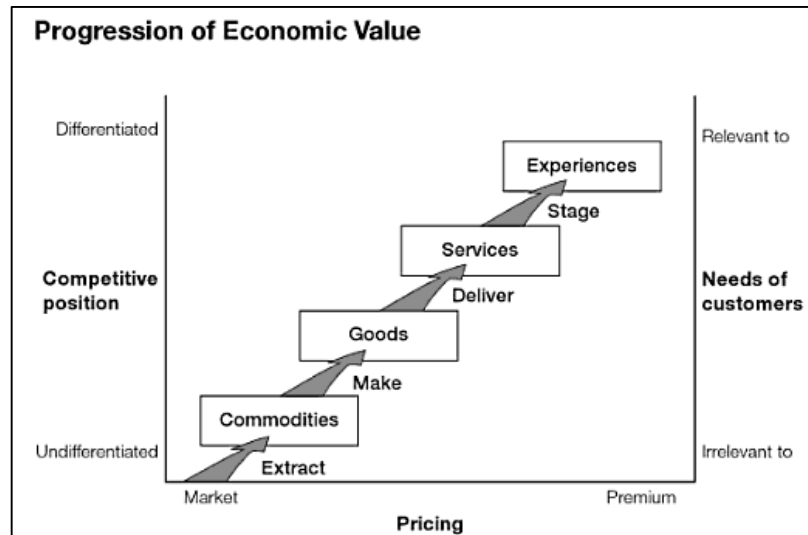 Progression of Economic Value
Differentiated
Relevant to
Experiences
Stage
Services
Competitive
position
Needs of
customers
Deliver
Goods
Make
Commodities
Undifferentiated
Irrelevant to
Extract
Market
Premium
Pricing